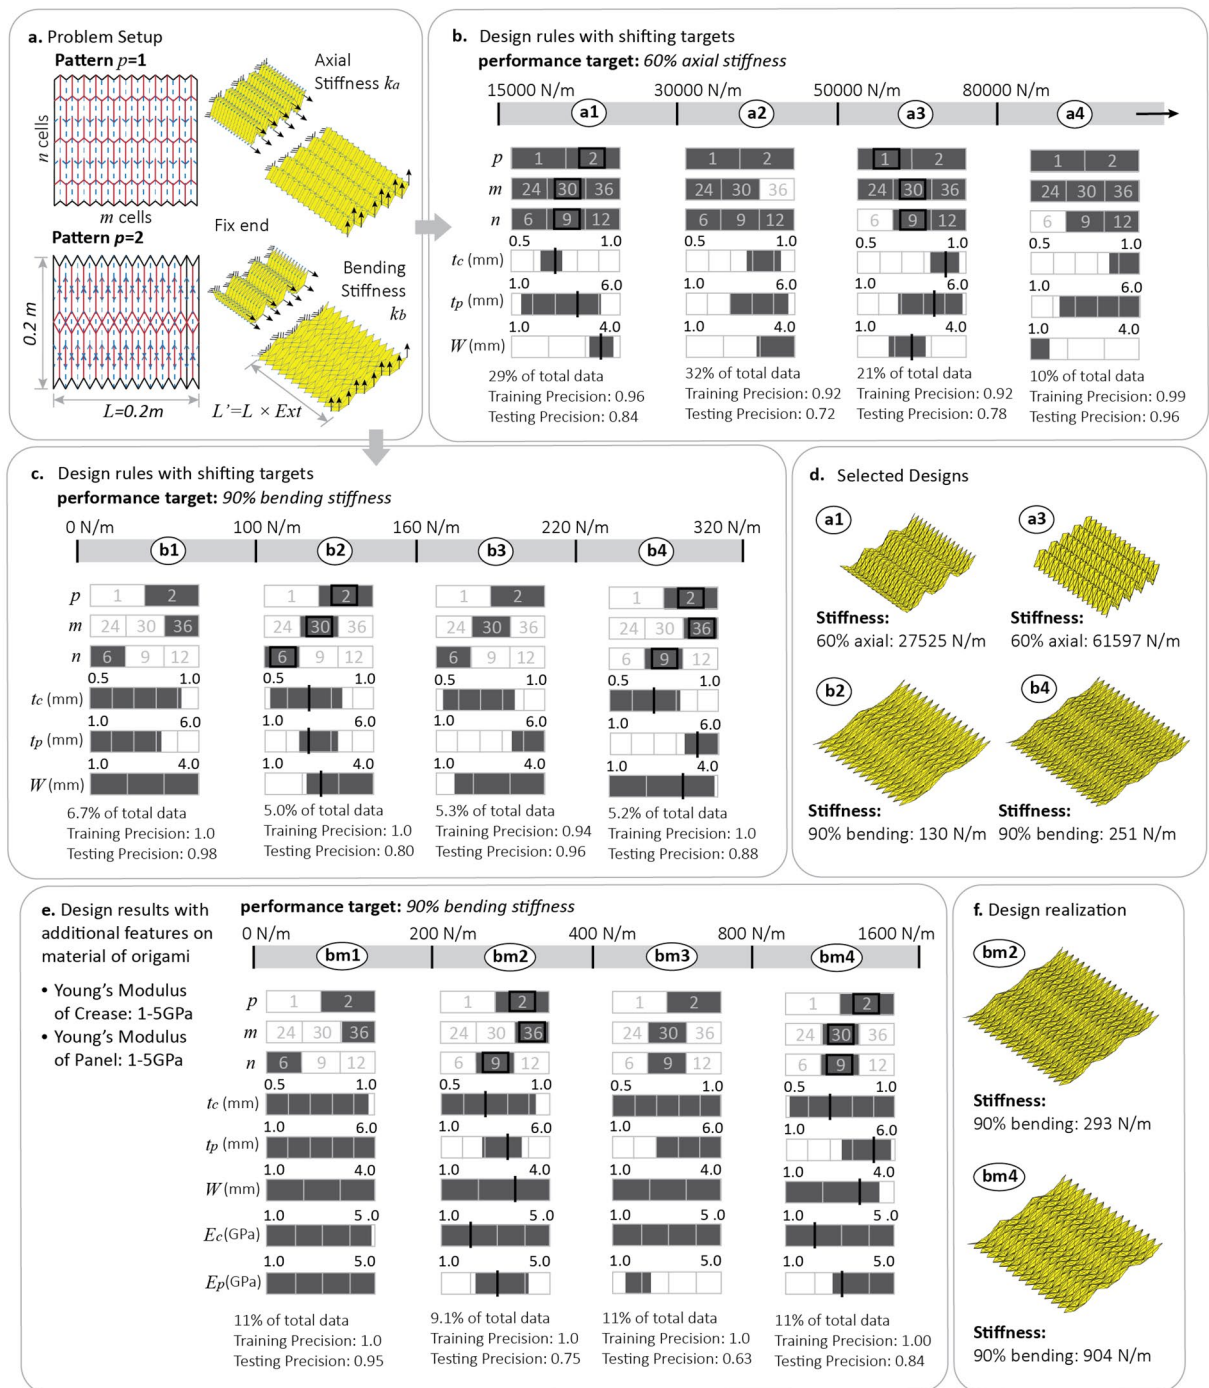 a. Problem Setup
Pattern p=1
n cells
m cells
Pattern p=2
0.2 m
L=0.2m
Axial
Stiffness ka
Fix end
Bending
Stiffness
kb
L'=L × Ext
b. Design rules with shifting targets
performance target: 60% axial stiffness
15000 N/m 30000 N/m 50000 N/m 80000 N/m
a1 a2 a3 a4
p 1 2 1 2 1 2 1 2
m 24 30 36 24 30 36 24 30 36 24 30 36
n 6 9 12 6 9 12 6 9 12 6 9 12
0.5 1.0 0.5 1.0 0.5 1.0 0.5 1.0
tc (mm)
1.0 6.0 1.0 6.0 1.0 6.0 1.0 6.0
tp (mm)
1.0 4.0 1.0 4.0 1.0 4.0 1.0 4.0
W (mm)
29% of total data 32% of total data 21% of total data 10% of total data
Training Precision: 0.96 Training Precision: 0.92 Training Precision: 0.92 Training Precision: 0.99
Testing Precision: 0.84 Testing Precision: 0.72 Testing Precision: 0.78 Testing Precision: 0.96
c. Design rules with shifting targets
performance target: 90% bending stiffness
0 N/m 100 N/m 160 N/m 220 N/m 320 N/m
b1 b2 b3 b4
p 1 2 1 2 1 2 1 2
m 24 30 36 24 30 36 24 30 36 24 30 36
n 6 9 12 6 9 12 6 9 12 6 9 12
0.5 1.0 0.5 1.0 0.5 1.0 0.5 1.0
tc (mm)
1.0 6.0 1.0 6.0 1.0 6.0 1.0 6.0
tp (mm)
1.0 4.0 1.0 4.0 1.0 4.0 1.0 4.0
W (mm)
6.7% of total data 5.0% of total data 5.3% of total data 5.2% of total data
Training Precision: 1.0 Training Precision: 1.0 Training Precision: 0.94 Training Precision: 1.0
Testing Precision: 0.98 Testing Precision: 0.80 Testing Precision: 0.96 Testing Precision: 0.88
d. Selected Designs
a1 a3
Stiffness: Stiffness:
60% axial: 27525 N/m 60% axial: 61597 N/m
b2 b4
Stiffness: Stiffness:
90% bending: 130 N/m 90% bending: 251 N/m
e. Design results with
additional features on
material of origami
• Young's Modulus
of Crease: 1-5GPa
• Young's Modulus
of Panel: 1-5GPa
performance target: 90% bending stiffness
0 N/m 200 N/m 400 N/m 800 N/m 1600 N/m
bm1 bm2 bm3 bm4
p 1 2 1 2 1 2 1 2
m 24 30 36 24 30 36 24 30 36 24 30 36
n 6 9 12 6 9 12 6 9 12 6 9 12
0.5 1.0 0.5 1.0 0.5 1.0 0.5 1.0
tc (mm)
1.0 6.0 1.0 6.0 1.0 6.0 1.0 6.0
tp (mm)
1.0 4.0 1.0 4.0 1.0 4.0 1.0 4.0
W (mm)
1.0 5.0 1.0 5.0 1.0 5.0 1.0 5.0
Ec(GPa)
1.0 5.0 1.0 5.0 1.0 5.0 1.0 5.0
Ep(GPa)
11% of total data 9.1% of total data 11% of total data 11% of total data
Training Precision: 1.0 Training Precision: 1.0 Training Precision: 1.0 Training Precision: 1.00
Testing Precision: 0.95 Testing Precision: 0.75 Testing Precision: 0.63 Testing Precision: 0.84
f. Design realization
bm2
Stiffness:
90% bending: 293 N/m
bm4
Stiffness:
90% bending: 904 N/m